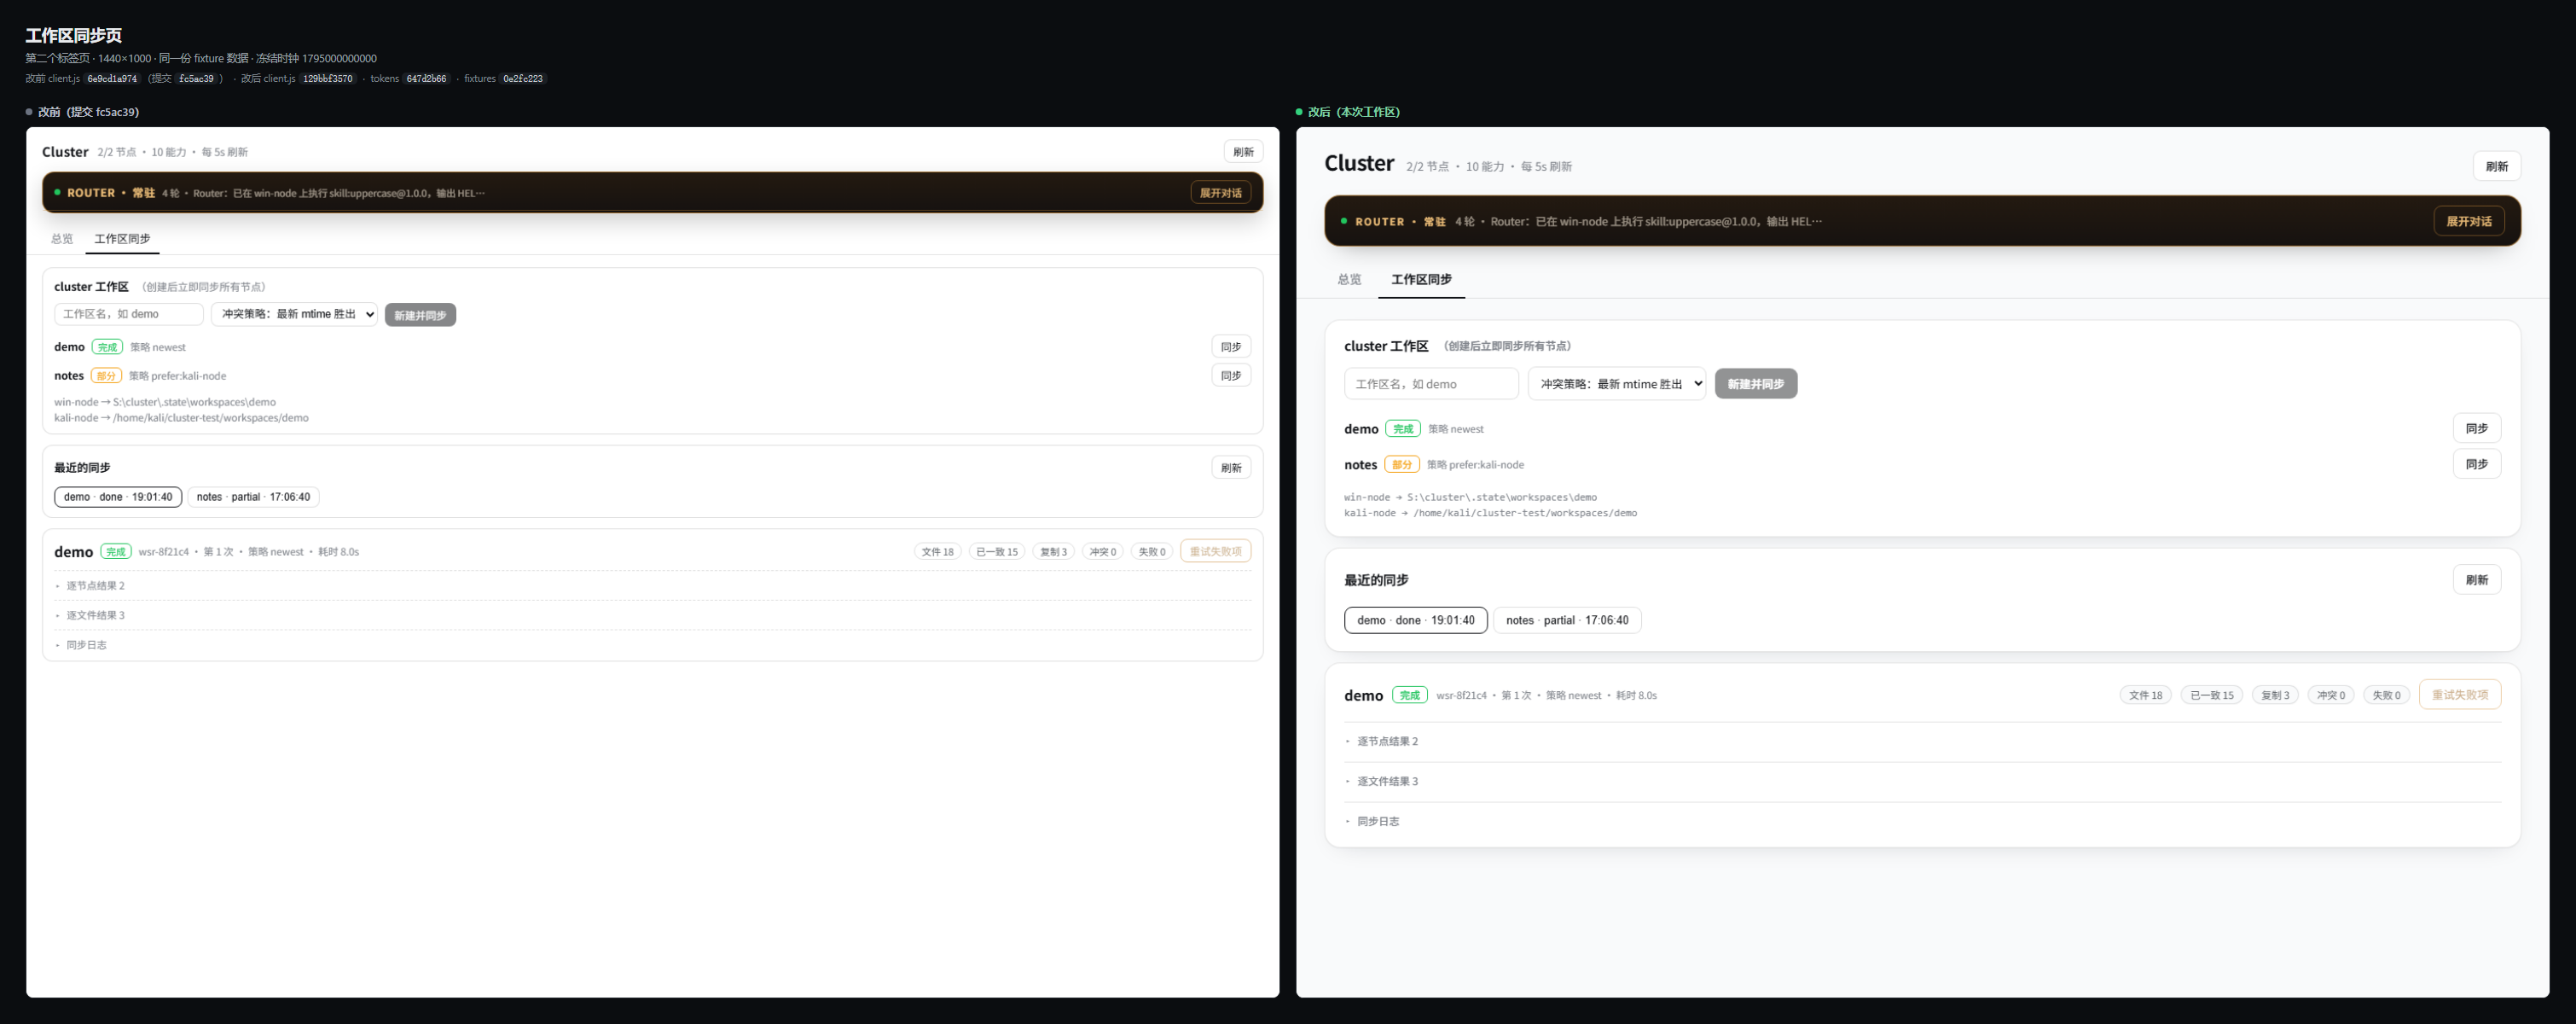 工作区同步页
第二个标签页 · 1440×1000 · 同一份 fixture 数据 · 冻结时钟 1795000000000
改前 client.js 6e9cd1a974 （提交 fc5ac39 ） · 改后 client.js 129bbf3570 · tokens 647d2b66 · fixtures 0e2fc223
改前（提交 fc5ac39）
Cluster 2/2 节点 • 10 能力 • 每 5s 刷新
刷新
ROUTER • 常驻 4 轮 • Router：已在 win-node 上执行 skill:uppercase@1.0.0，输出 HEL…
展开对话
总览 工作区同步
cluster 工作区 （创建后立即同步所有节点）
工作区名，如 demo 冲突策略：最新 mtime 胜出 新建并同步
demo 完成 策略 newest 同步
notes 部分 策略 prefer:kali-node 同步
win-node → S:\cluster\.state\workspaces\demo
kali-node → /home/kali/cluster-test/workspaces/demo
最近的同步 刷新
demo · done · 19:01:40 notes · partial · 17:06:40
demo 完成 wsr-8f21c4 • 第 1 次 • 策略 newest • 耗时 8.0s 文件 18 已一致 15 复制 3 冲突 0 失败 0 重试失败项
逐节点结果 2
逐文件结果 3
同步日志
改后（本次工作区）
Cluster 2/2 节点 • 10 能力 • 每 5s 刷新
刷新
ROUTER • 常驻 4 轮 • Router：已在 win-node 上执行 skill:uppercase@1.0.0，输出 HEL…
展开对话
总览 工作区同步
cluster 工作区 （创建后立即同步所有节点）
工作区名，如 demo 冲突策略：最新 mtime 胜出 新建并同步
demo 完成 策略 newest 同步
notes 部分 策略 prefer:kali-node 同步
win-node → S:\cluster\.state\workspaces\demo
kali-node → /home/kali/cluster-test/workspaces/demo
最近的同步 刷新
demo · done · 19:01:40 notes · partial · 17:06:40
demo 完成 wsr-8f21c4 • 第 1 次 • 策略 newest • 耗时 8.0s 文件 18 已一致 15 复制 3 冲突 0 失败 0 重试失败项
逐节点结果 2
逐文件结果 3
同步日志